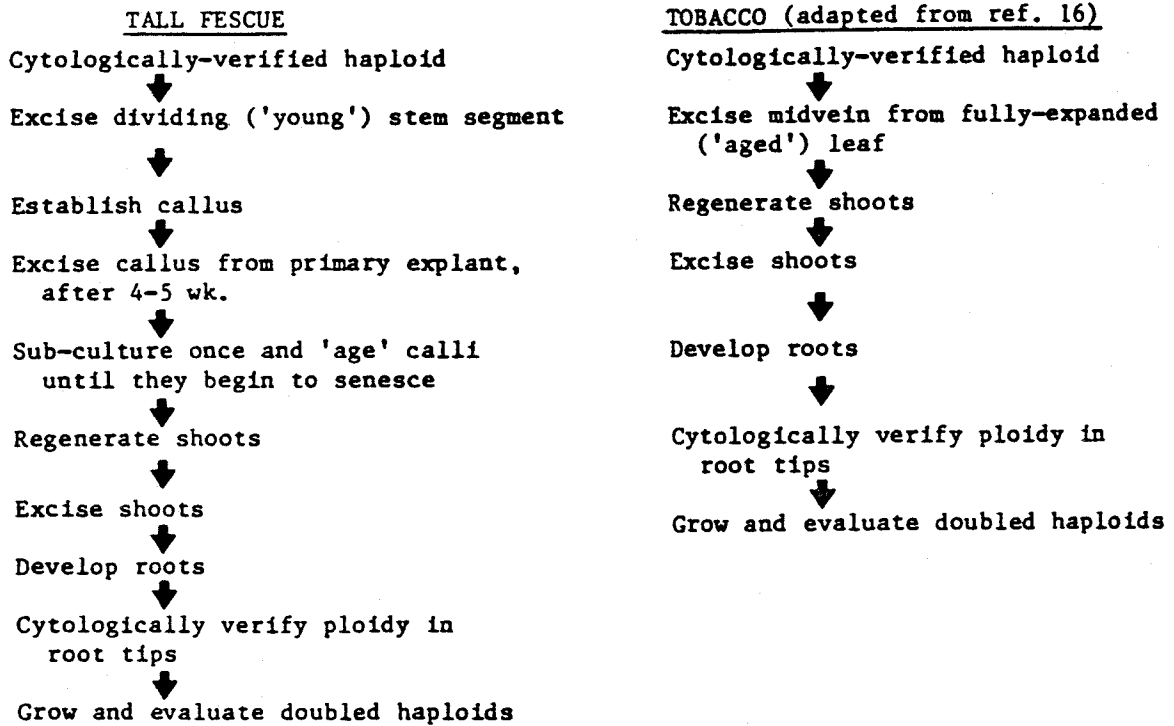 TALL FESCUE
Cytologically-verified haploid
Excise dividing ('young') stem segment
Establish callus
Excise callus from primary explant,
after 4-5 wk.
Sub-culture once and 'age' calli
until they begin to senesce
Regenerate shoots
Excise shoots
Develop roots
Cytologically verify ploidy in
root tips
Grow and evaluate doubled haploids
TOBACCO (adapted from ref. 16)
Cytologically-verified haploid
Excise midvein from fully-expanded
('aged') leaf
Regenerate shoots
Excise shoots
Develop roots
Cytologically verify ploidy in
root tips
Grow and evaluate doubled haploids